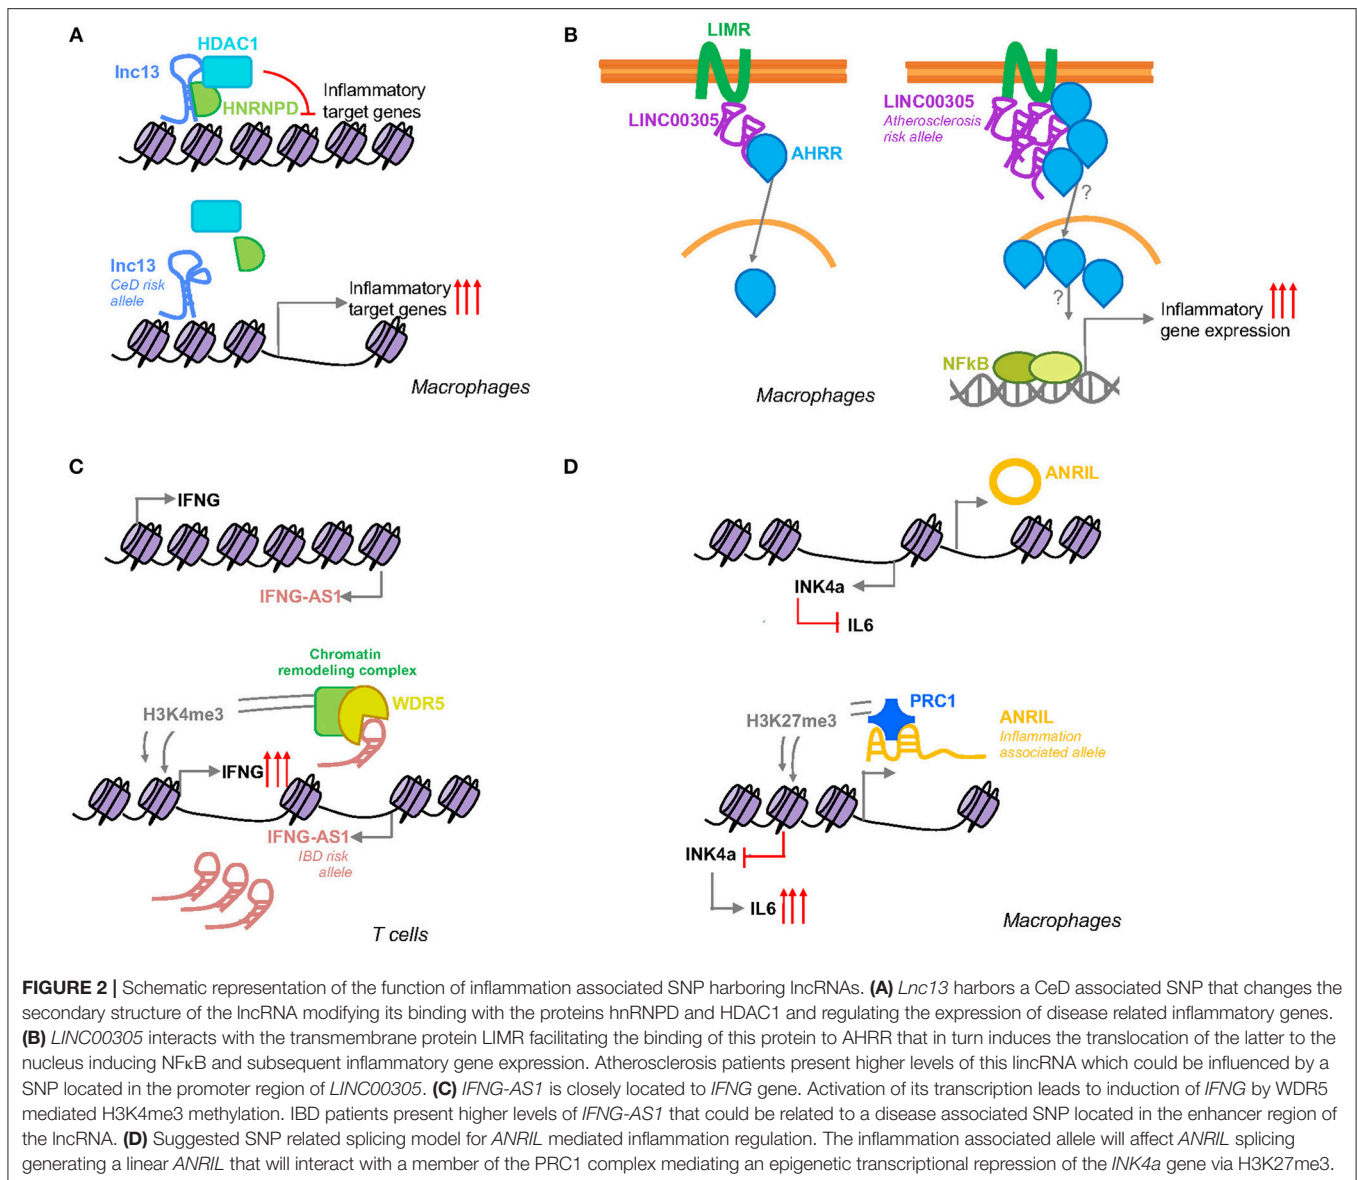 A
HDAC1
lnc13
HNRNPD
Inflammatory
target genes
lnc13
CeD risk
allele
Inflammatory
target genes
Macrophages
B
LIMR
LINC00305
AHRR
LINC00305
Atherosclerosis
risk allele
?
?
Inflammatory
gene expression
NFkB
Macrophages
C
IFNG
IFNG-AS1
Chromatin
remodeling complex
WDR5
H3K4me3
IFNG
IFNG-AS1
IBD risk
allele
T cells
D
ANRIL
INK4a
IL6
PRC1
H3K27me3
ANRIL
Inflammation
associated allele
INK4a
IL6
Macrophages
FIGURE 2 | Schematic representation of the function of inflammation associated SNP harboring lncRNAs. (A) Lnc13 harbors a CeD associated SNP that changes the
secondary structure of the lncRNA modifying its binding with the proteins hnRNPD and HDAC1 and regulating the expression of disease related inflammatory genes.
(B) LINC00305 interacts with the transmembrane protein LIMR facilitating the binding of this protein to AHRR that in turn induces the translocation of the latter to the
nucleus inducing NFκB and subsequent inflammatory gene expression. Atherosclerosis patients present higher levels of this lincRNA which could be influenced by a
SNP located in the promoter region of LINC00305. (C) IFNG-AS1 is closely located to IFNG gene. Activation of its transcription leads to induction of IFNG by WDR5
mediated H3K4me3 methylation. IBD patients present higher levels of IFNG-AS1 that could be related to a disease associated SNP located in the enhancer region of
the lncRNA. (D) Suggested SNP related splicing model for ANRIL mediated inflammation regulation. The inflammation associated allele will affect ANRIL splicing
generating a linear ANRIL that will interact with a member of the PRC1 complex mediating an epigenetic transcriptional repression of the INK4a gene via H3K27me3.